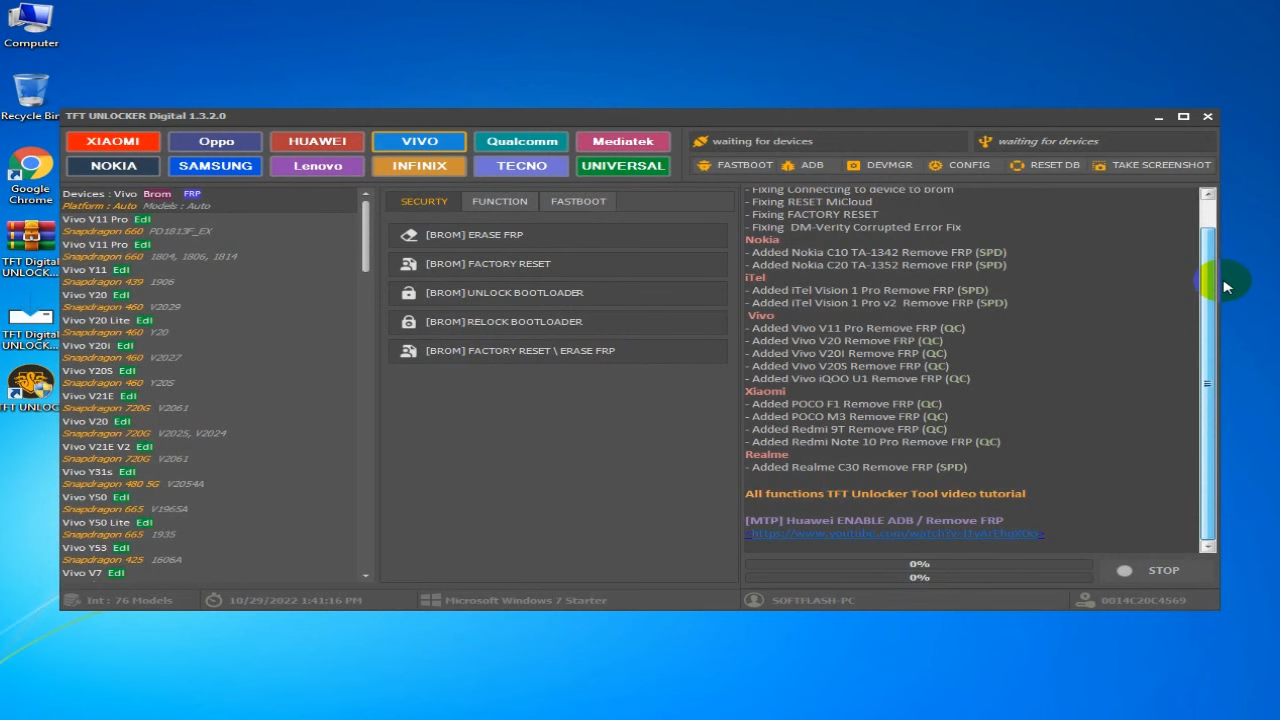 Computer
Recycle Bin
Google
Chrome
TFT Digital
UNLOCK...
TFT Digital
UNLOCK...
TFT UNLOC
TFT UNLOCKER Digital 1.3.2.0
XIAOMI Oppo HUAWEI VIVO Qualcomm Mediatek
NOKIA SAMSUNG Lenovo INFINIX TECNO UNIVERSAL
waiting for devices
waiting for devices
FASTBOOT ADB DEVMGR CONFIG RESET DB TAKE SCREENSHOT
Devices : Vivo Brom FRP
Platform : Auto Models : Auto
Vivo V11 Pro Edl
Snapdragon 660 PD1813F_EX
Vivo V11 Pro Edl
Snapdragon 660 1804, 1806, 1814
Vivo Y11 Edl
Snapdragon 439 1906
Vivo Y20 Edl
Snapdragon 460 V2029
Vivo Y20 Lite Edl
Snapdragon 460 Y20
Vivo Y20i Edl
Snapdragon 460 V2027
Vivo Y20S Edl
Snapdragon 460 Y20S
Vivo V21E Edl
Snapdragon 720G V2061
Vivo V20 Edl
Snapdragon 720G V2025, V2024
Vivo V21E V2 Edl
Snapdragon 720G V2061
Vivo Y31s Edl
Snapdragon 480 5G V2054A
Vivo Y50 Edl
Snapdragon 665 V1965A
Vivo Y50 Lite Edl
Snapdragon 665 1935
Vivo Y53 Edl
Snapdragon 425 1606A
Vivo V7 Edl
SECURTY FUNCTION FASTBOOT
[BROM] ERASE FRP
[BROM] FACTORY RESET
[BROM] UNLOCK BOOTLOADER
[BROM] RELOCK BOOTLOADER
[BROM] FACTORY RESET \ ERASE FRP
- Fixing Connecting to device to brom
- Fixing RESET MiCloud
- Fixing FACTORY RESET
- Fixing DM-Verity Corrupted Error Fix
Nokia
- Added Nokia C10 TA-1342 Remove FRP (SPD)
- Added Nokia C20 TA-1352 Remove FRP (SPD)
iTel
- Added iTel Vision 1 Pro Remove FRP (SPD)
- Added iTel Vision 1 Pro v2 Remove FRP (SPD)
Vivo
- Added Vivo V11 Pro Remove FRP (QC)
- Added Vivo V20 Remove FRP (QC)
- Added Vivo V20I Remove FRP (QC)
- Added Vivo V20S Remove FRP (QC)
- Added Vivo iQOO U1 Remove FRP (QC)
Xiaomi
- Added POCO F1 Remove FRP (QC)
- Added POCO M3 Remove FRP (QC)
- Added Redmi 9T Remove FRP (QC)
- Added Redmi Note 10 Pro Remove FRP (QC)
Realme
- Added Realme C30 Remove FRP (SPD)
All functions TFT Unlocker Tool video tutorial
[MTP] Huawei ENABLE ADB / Remove FRP
0%
0%
STOP
Int : 76 Models
10/29/2022 1:41:16 PM
Microsoft Windows 7 Starter
SOFTFLASH-PC
0014C20C4569